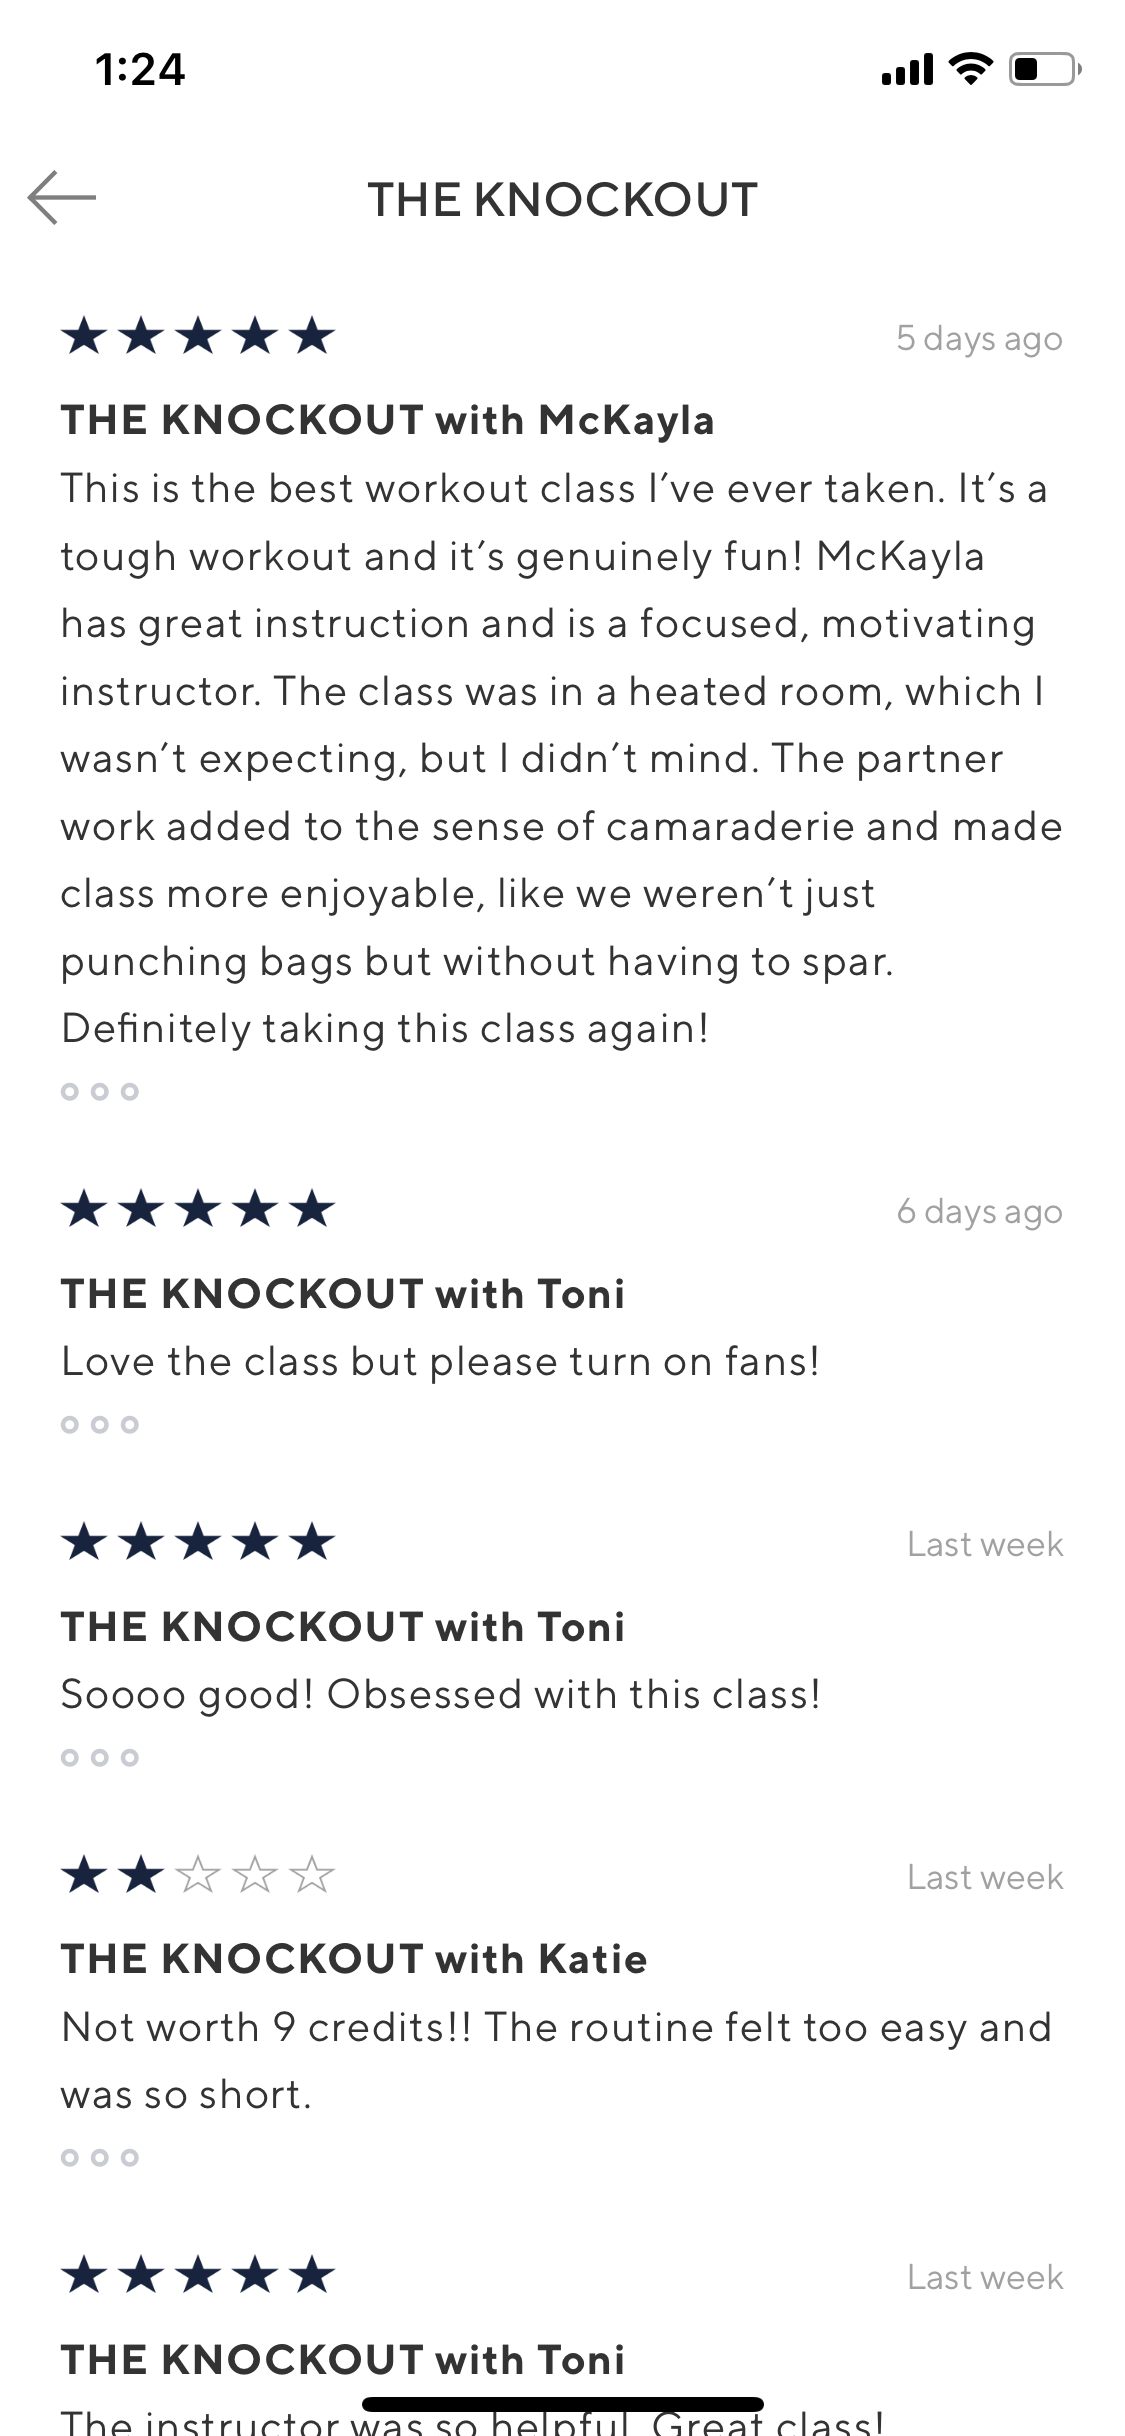 1:24
THE KNOCKOUT
5 days ago
THE KNOCKOUT with McKayla
This is the best workout class I’ve ever taken. It’s a
tough workout and it’s genuinely fun! McKayla
has great instruction and is a focused, motivating
instructor. The class was in a heated room, which I
wasn’t expecting, but I didn’t mind. The partner
work added to the sense of camaraderie and made
class more enjoyable, like we weren’t just
punching bags but without having to spar.
Definitely taking this class again!
6 days ago
THE KNOCKOUT with Toni
Love the class but please turn on fans!
Last week
THE KNOCKOUT with Toni
Soooo good! Obsessed with this class!
Last week
THE KNOCKOUT with Katie
Not worth 9 credits!! The routine felt too easy and
was so short.
Last week
THE KNOCKOUT with Toni
The instructor was so helpful. Great class!